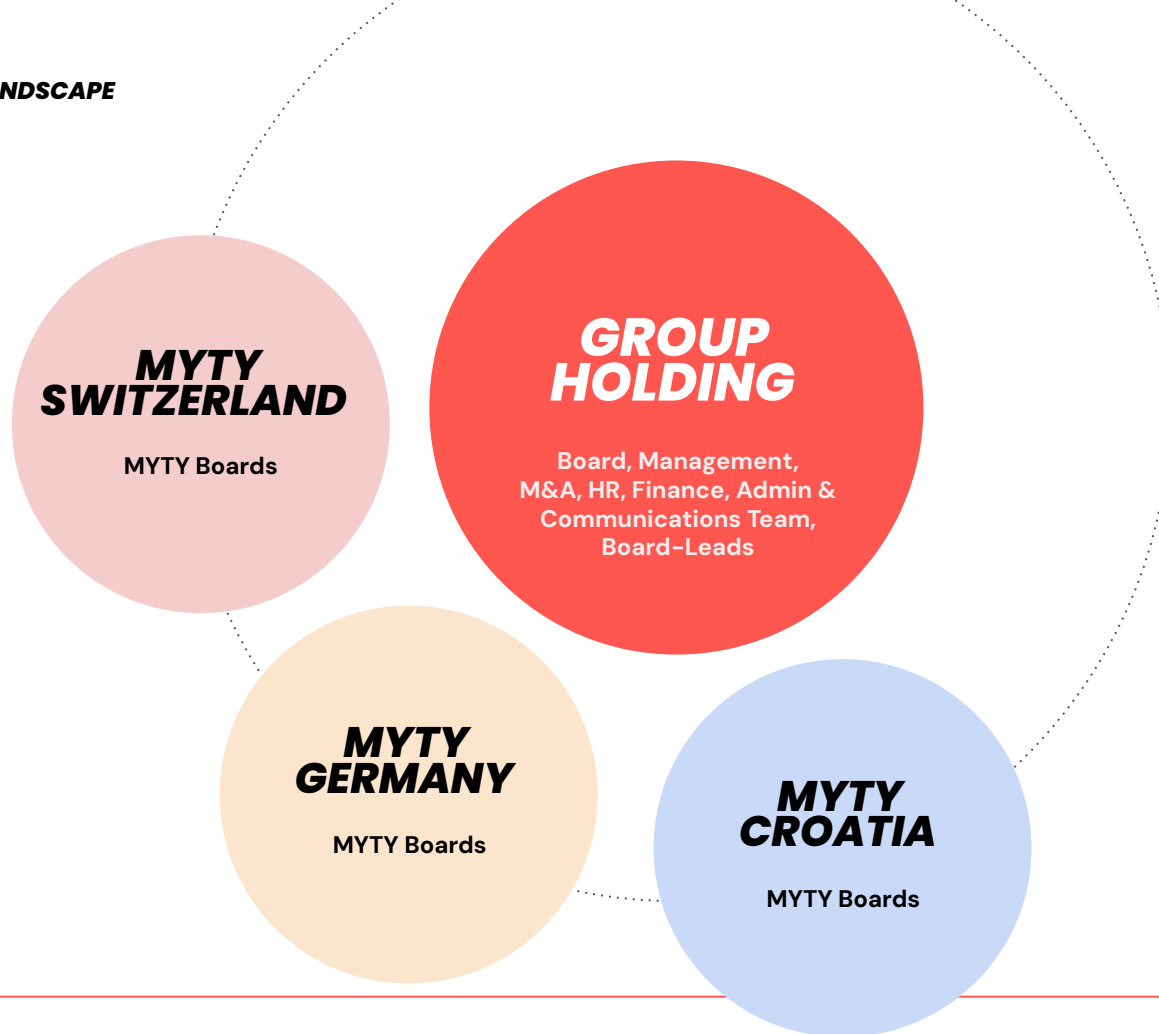 NDSCAPE
GROUP
HOLDING
Board, Management,
M&A, HR, Finance, Admin &
Communications Team,
Board-Leads
MYTY
SWITZERLAND
MYTY Boards
MYTY
GERMANY
MYTY Boards
MYTY
CROATIA
MYTY Boards